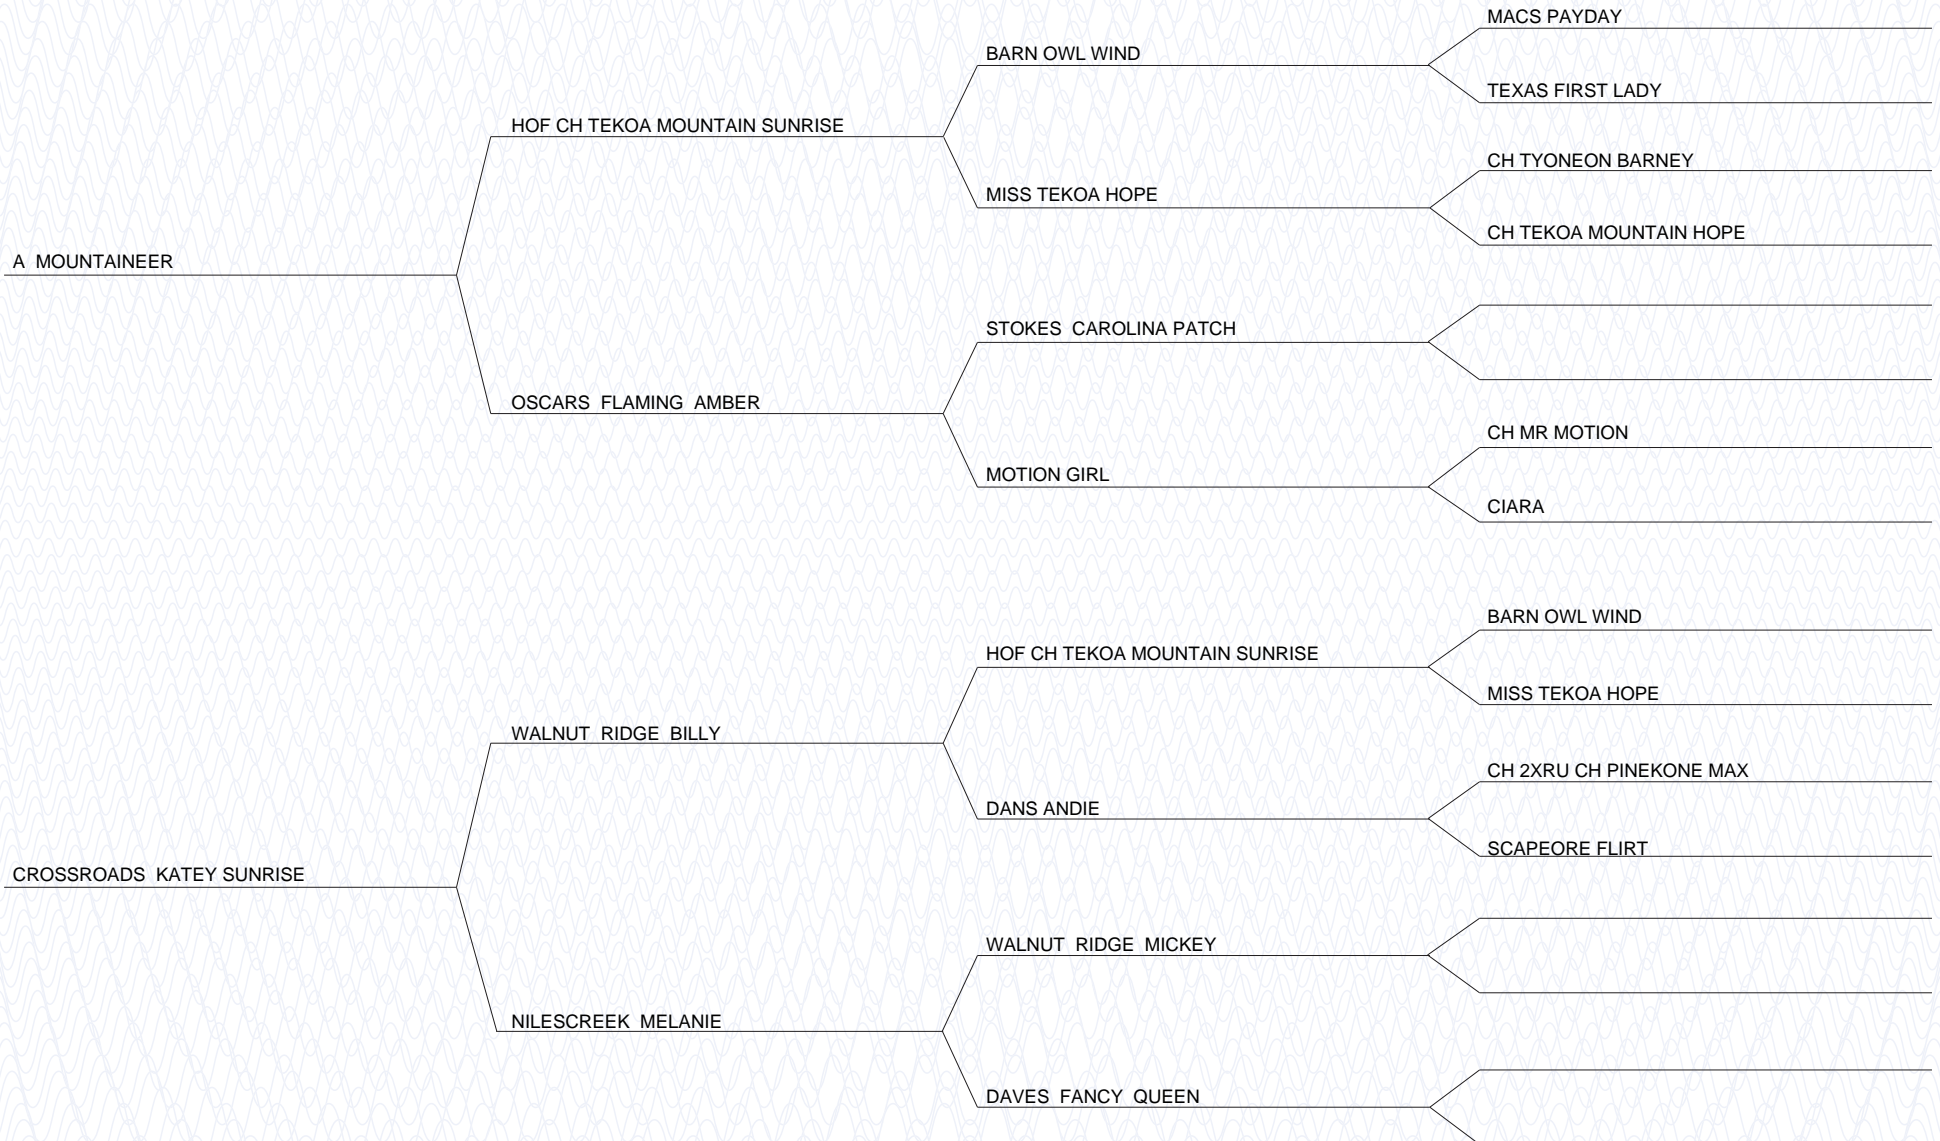 MACS PAYDAY
BARN OWL WIND
TEXAS FIRST LADY
HOF CH TEKOA MOUNTAIN SUNRISE
CH TYONEON BARNEY
MISS TEKOA HOPE
CH TEKOA MOUNTAIN HOPE
A MOUNTAINEER
STOKES CAROLINA PATCH
OSCARS FLAMING AMBER
CH MR MOTION
MOTION GIRL
CIARA
BARN OWL WIND
HOF CH TEKOA MOUNTAIN SUNRISE
MISS TEKOA HOPE
WALNUT RIDGE BILLY
CH 2XRU CH PINEKONE MAX
DANS ANDIE
SCAPEORE FLIRT
CROSSROADS KATEY SUNRISE
WALNUT RIDGE MICKEY
NILESCREEK MELANIE
DAVES FANCY QUEEN